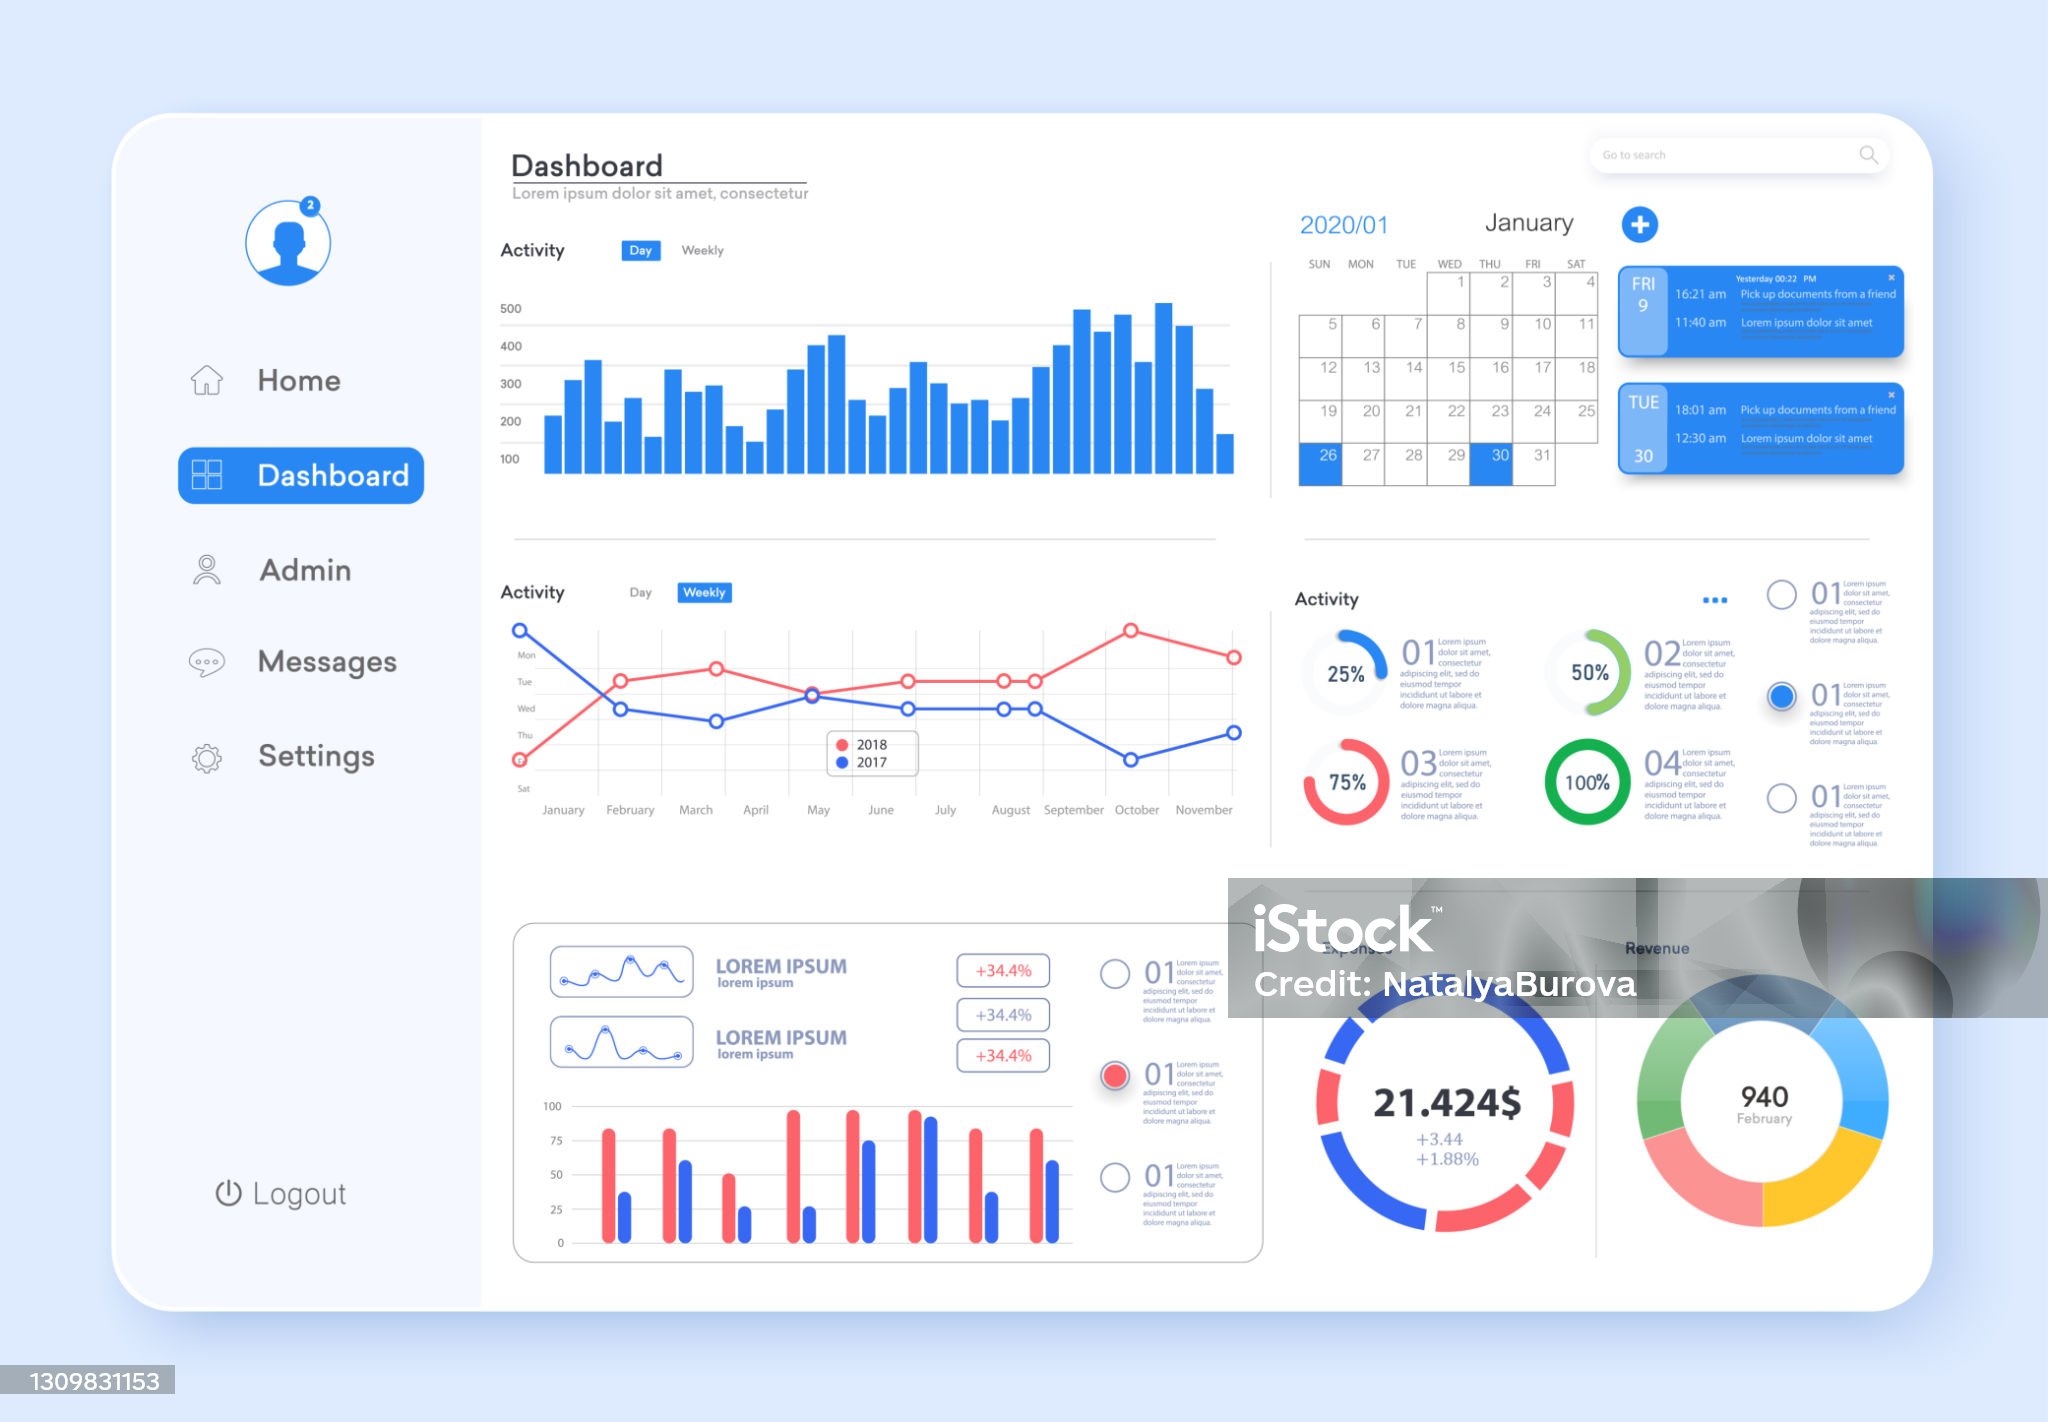 2
Home
Dashboard
Admin
Messages
Settings
Logout
Dashboard
Lorem ipsum dolor sit amet, consectetur
Go to search
Activity Day Weekly
500
400
300
200
100
2020/01 January
SUN MON TUE WED THU FRI SAT
1 2 3 4
5 6 7 8 9 10 11
12 13 14 15 16 17 18
19 20 21 22 23 24 25
26 27 28 29 30 31
Yesterday 00:22 PM
FRI
9
16:21 am Pick up documents from a friend
11:40 am Lorem ipsum dolor sit amet
TUE
30
18:01 am Pick up documents from a friend
12:30 am Lorem ipsum dolor sit amet
Activity Day Weekly
Mon
Tue
Wed
Thu
Sat
2018
2017
January February March April May June July August September October November
Activity
25%
01 Lorem ipsum
dolor sit amet,
consectetur
adipiscing elit, sed do
eiusmod tempor
incididunt ut labore et
dolore magna aliqua.
50%
02 Lorem ipsum
dolor sit amet,
consectetur
adipiscing elit, sed do
eiusmod tempor
incididunt ut labore et
dolore magna aliqua.
75%
03 Lorem ipsum
dolor sit amet,
consectetur
adipiscing elit, sed do
eiusmod tempor
incididunt ut labore et
dolore magna aliqua.
100%
04 Lorem ipsum
dolor sit amet,
consectetur
adipiscing elit, sed do
eiusmod tempor
incididunt ut labore et
dolore magna aliqua.
01 Lorem ipsum
dolor sit amet,
consectetur
adipiscing elit, sed do
eiusmod tempor
incididunt ut labore et
dolore magna aliqua.
01 Lorem ipsum
dolor sit amet,
consectetur
adipiscing elit, sed do
eiusmod tempor
incididunt ut labore et
dolore magna aliqua.
01 Lorem ipsum
dolor sit amet,
consectetur
adipiscing elit, sed do
eiusmod tempor
incididunt ut labore et
dolore magna aliqua.
LOREM IPSUM
lorem ipsum
LOREM IPSUM
lorem ipsum
+34.4%
+34.4%
+34.4%
100
75
50
25
0
01 Lorem ipsum
dolor sit amet,
consectetur
adipiscing elit, sed do
eiusmod tempor
incididunt ut labore et
dolore magna aliqua.
01 Lorem ipsum
dolor sit amet,
consectetur
adipiscing elit, sed do
eiusmod tempor
incididunt ut labore et
dolore magna aliqua.
01 Lorem ipsum
dolor sit amet,
consectetur
adipiscing elit, sed do
eiusmod tempor
incididunt ut labore et
dolore magna aliqua.
iStock™
Credit: NatalyaBurova
Expenses
21.424$
+3.44
+1.88%
Revenue
940
February
1309831153